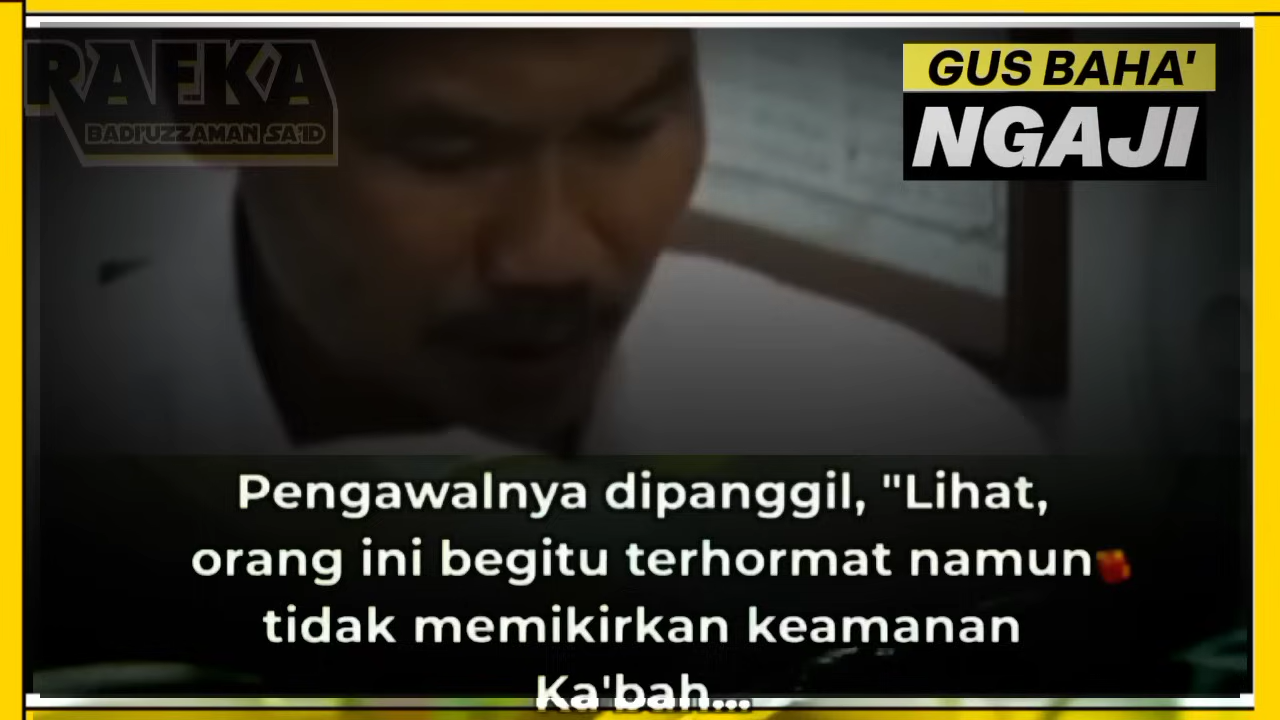 RAEKA
BADI'UZZAMAN SA'ID
GUS BAHA'
NGAJI
Pengawalnya dipanggil, "Lihat,
orang ini begitu terhormat namun
tidak memikirkan keamanan
Ka'bah...